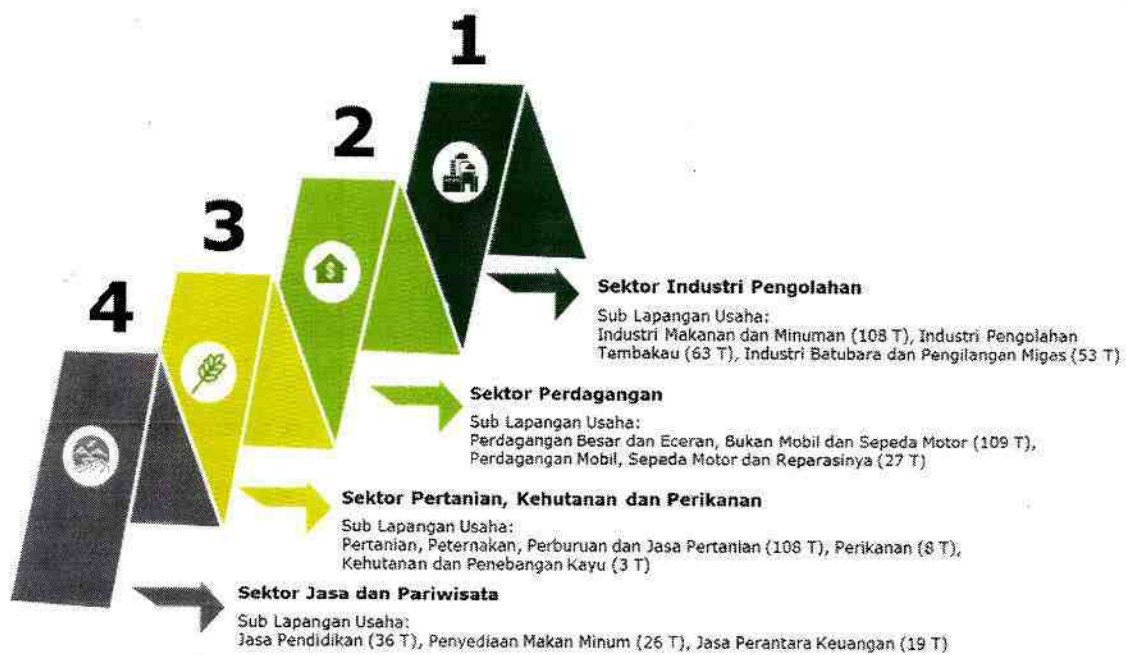 1
2
3
4
Sektor Industri Pengolahan
Sub Lapangan Usaha:
Industri Makanan dan Minuman (108 T), Industri Pengolahan
Tembakau (63 T), Industri Batubara dan Pengilangan Migas (53 T)
Sektor Perdagangan
Sub Lapangan Usaha:
Perdagangan Besar dan Eceran, Bukan Mobil dan Sepeda Motor (109 T),
Perdagangan Mobil, Sepeda Motor dan Reparasinya (27 T)
Sektor Pertanian, Kehutanan dan Perikanan
Sub Lapangan Usaha:
Pertanian, Peternakan, Perburuan dan Jasa Pertanian (108 T), Perikanan (8 T),
Kehutanan dan Penebangan Kayu (3 T)
Sektor Jasa dan Pariwisata
Sub Lapangan Usaha:
Jasa Pendidikan (36 T), Penyediaan Makan Minum (26 T), Jasa Perantara Keuangan (19 T)